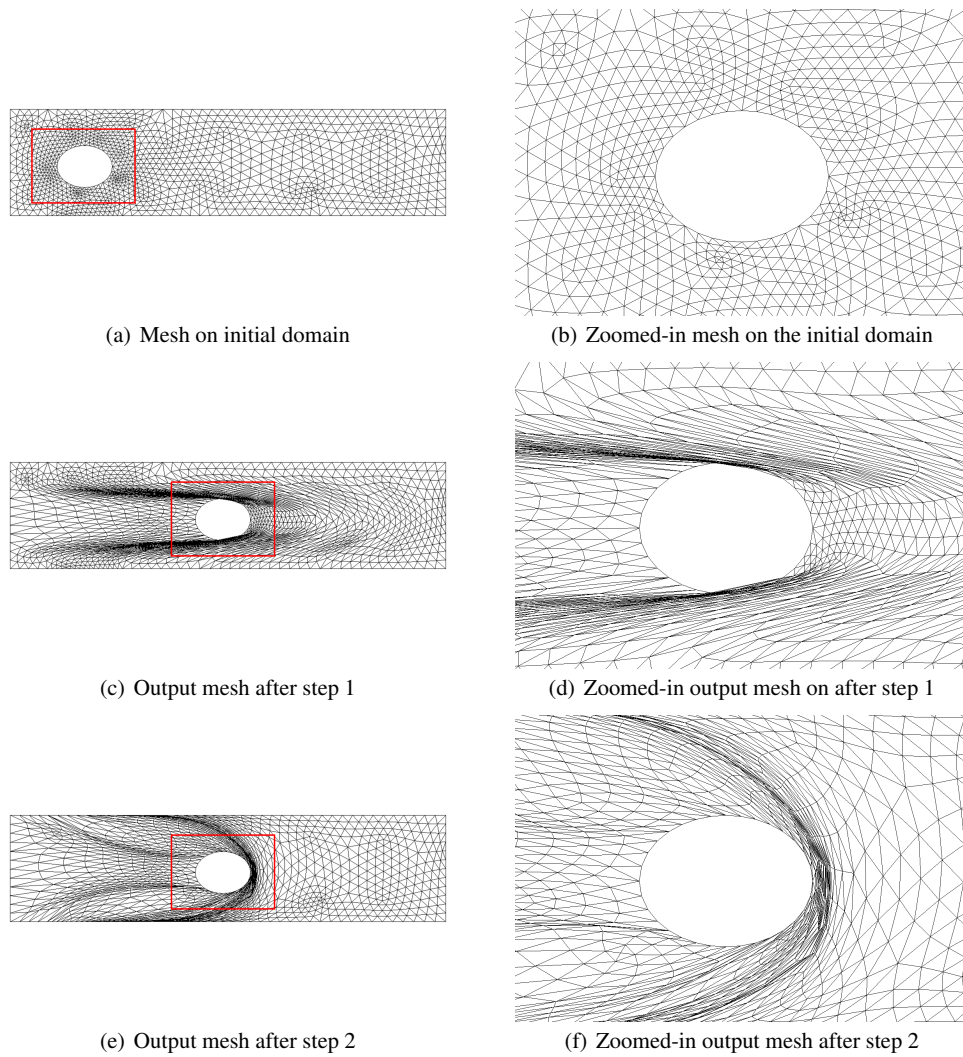 (a) Mesh on initial domain
(b) Zoomed-in mesh on the initial domain
(c) Output mesh after step 1
(d) Zoomed-in output mesh on after step 1
(e) Output mesh after step 2
(f) Zoomed-in output mesh after step 2